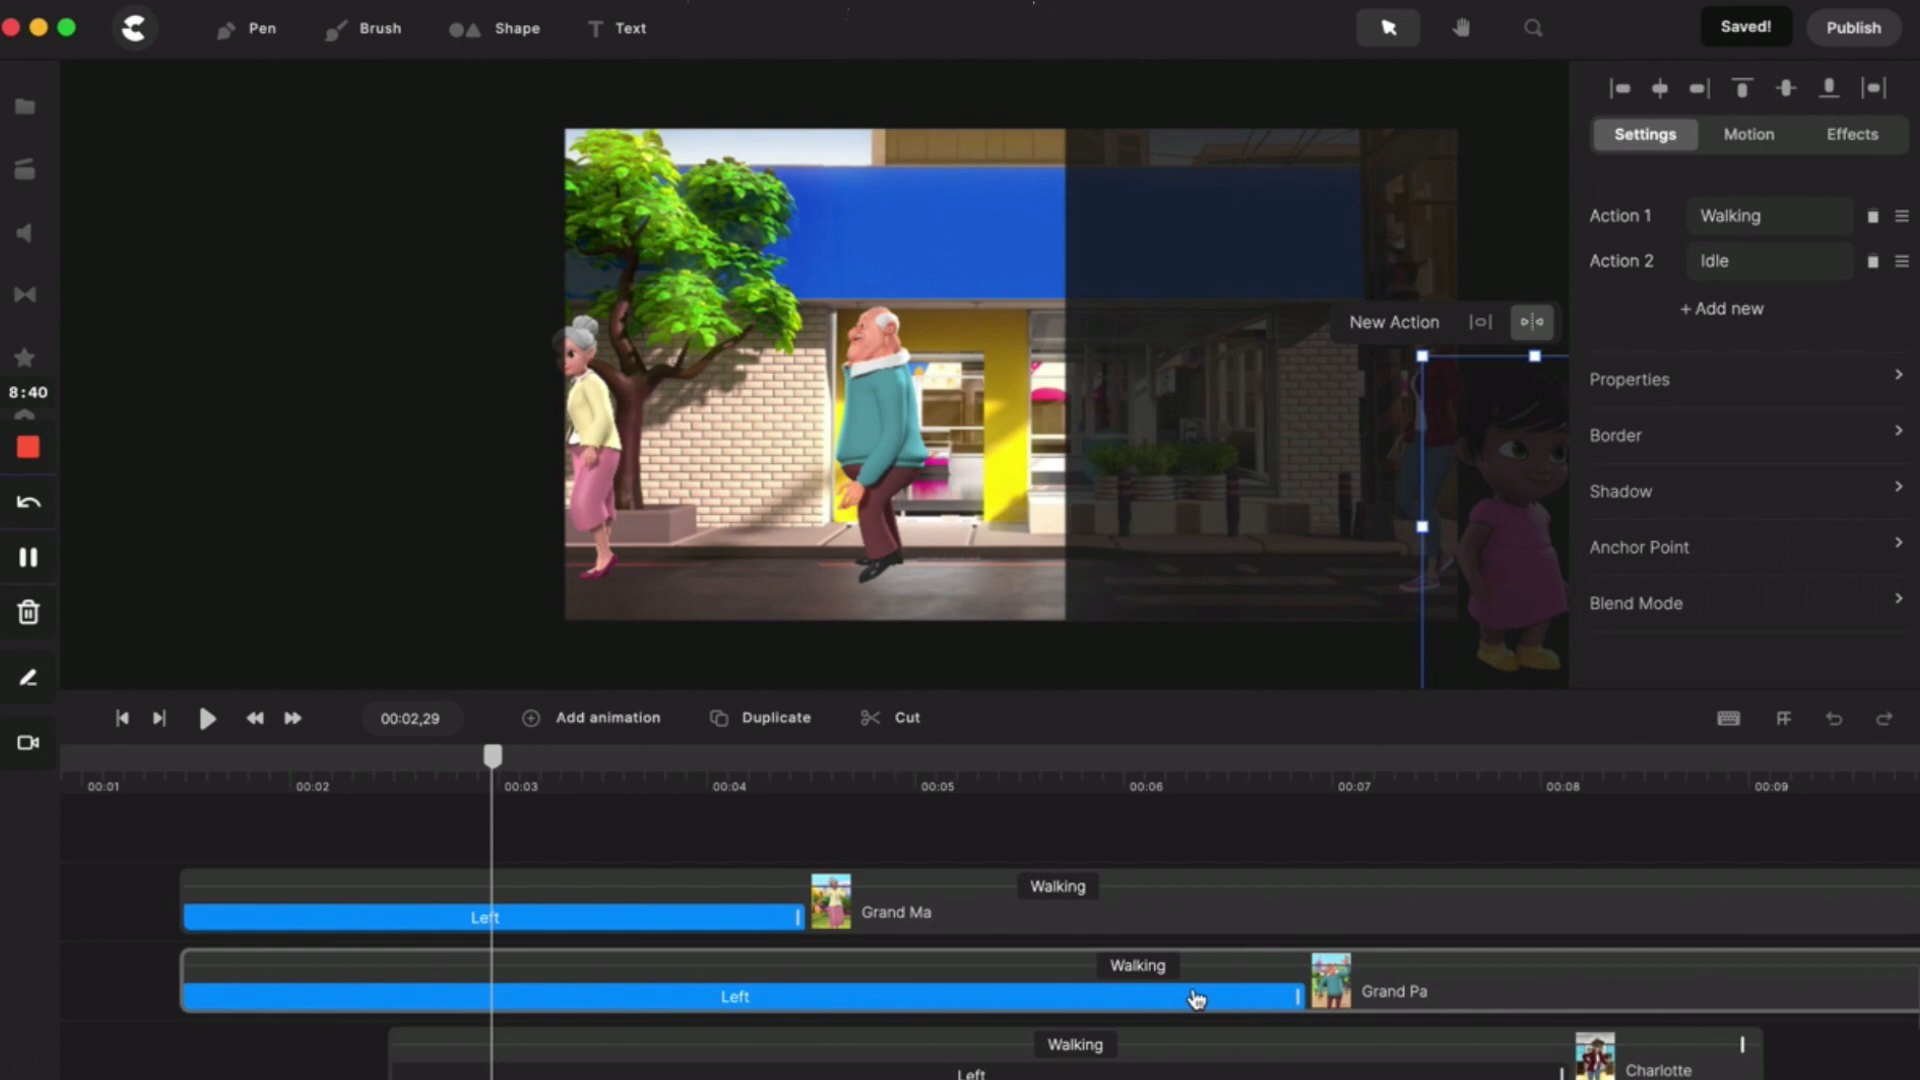 Pen
Brush
Shape
Text
Saved!
Publish
Settings
Motion
Effects
Action 1
Walking
Action 2
Idle
+ Add new
New Action
Properties
Border
Shadow
Anchor Point
Blend Mode
8:40
00:02,29
Add animation
Duplicate
Cut
00:01
00:02
00:03
00:04
00:05
00:06
00:07
00:08
00:09
Walking
Left
Grand Ma
Walking
Left
Grand Pa
Walking
Left
Charlotte